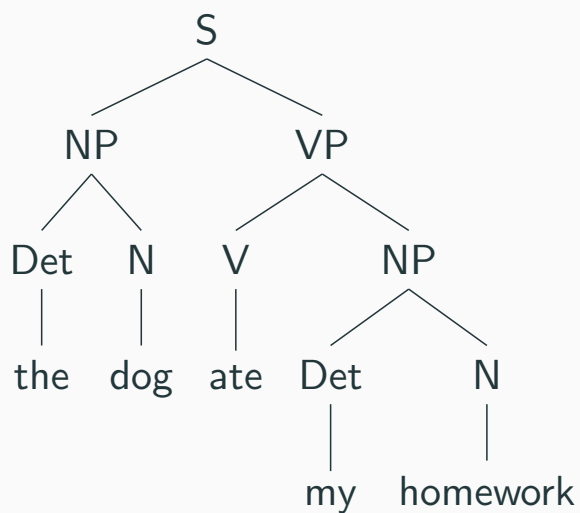 S
NP VP
Det N V NP
the dog ate Det N
my homework